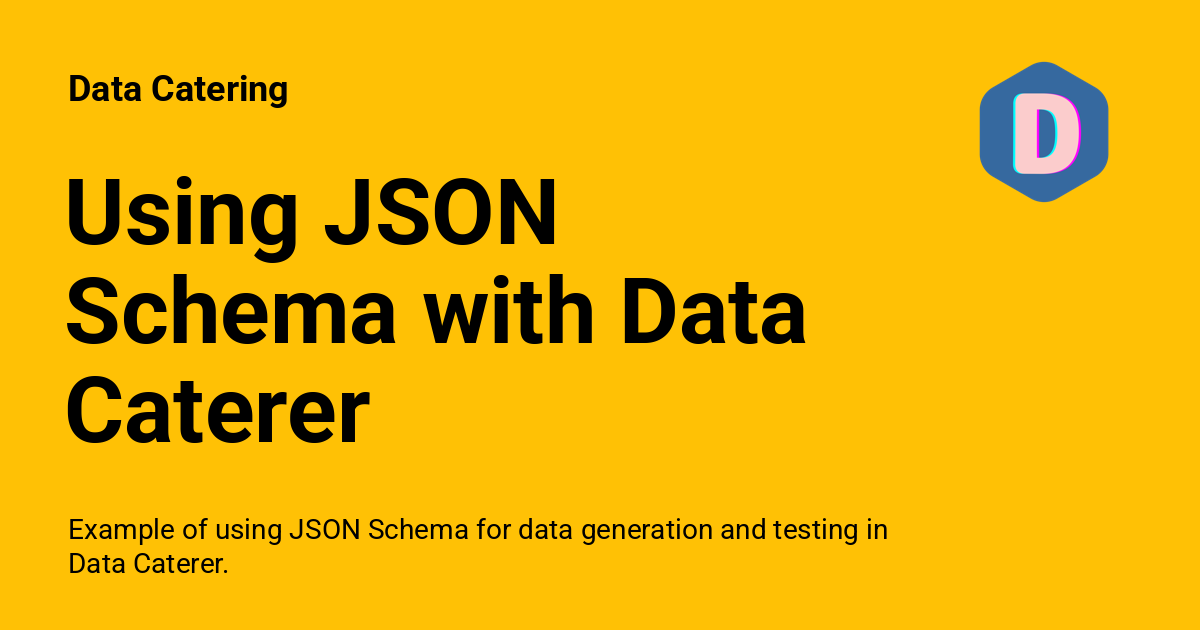 Data Catering
D
Using JSON
Schema with Data
Caterer
Example of using JSON Schema for data generation and testing in
Data Caterer.